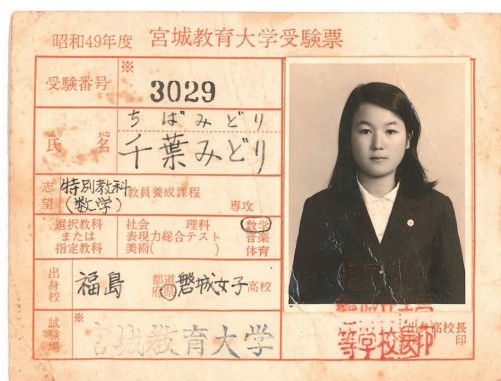 昭和49年度 宮城教育大学受験票
受験番号 ※ 3029
ちばみどり
氏名 千葉みどり
志望 特別教科(数学) 教員養成課程 専攻
選択教科 または 指定教科
社会 理科 数学
表現力総合テスト 音楽
美術( ) 体育
出身校 福島 都道府県 磐城女子 高校
試験場 ※ 宮城教育大学
等学校長印
出身高校長印